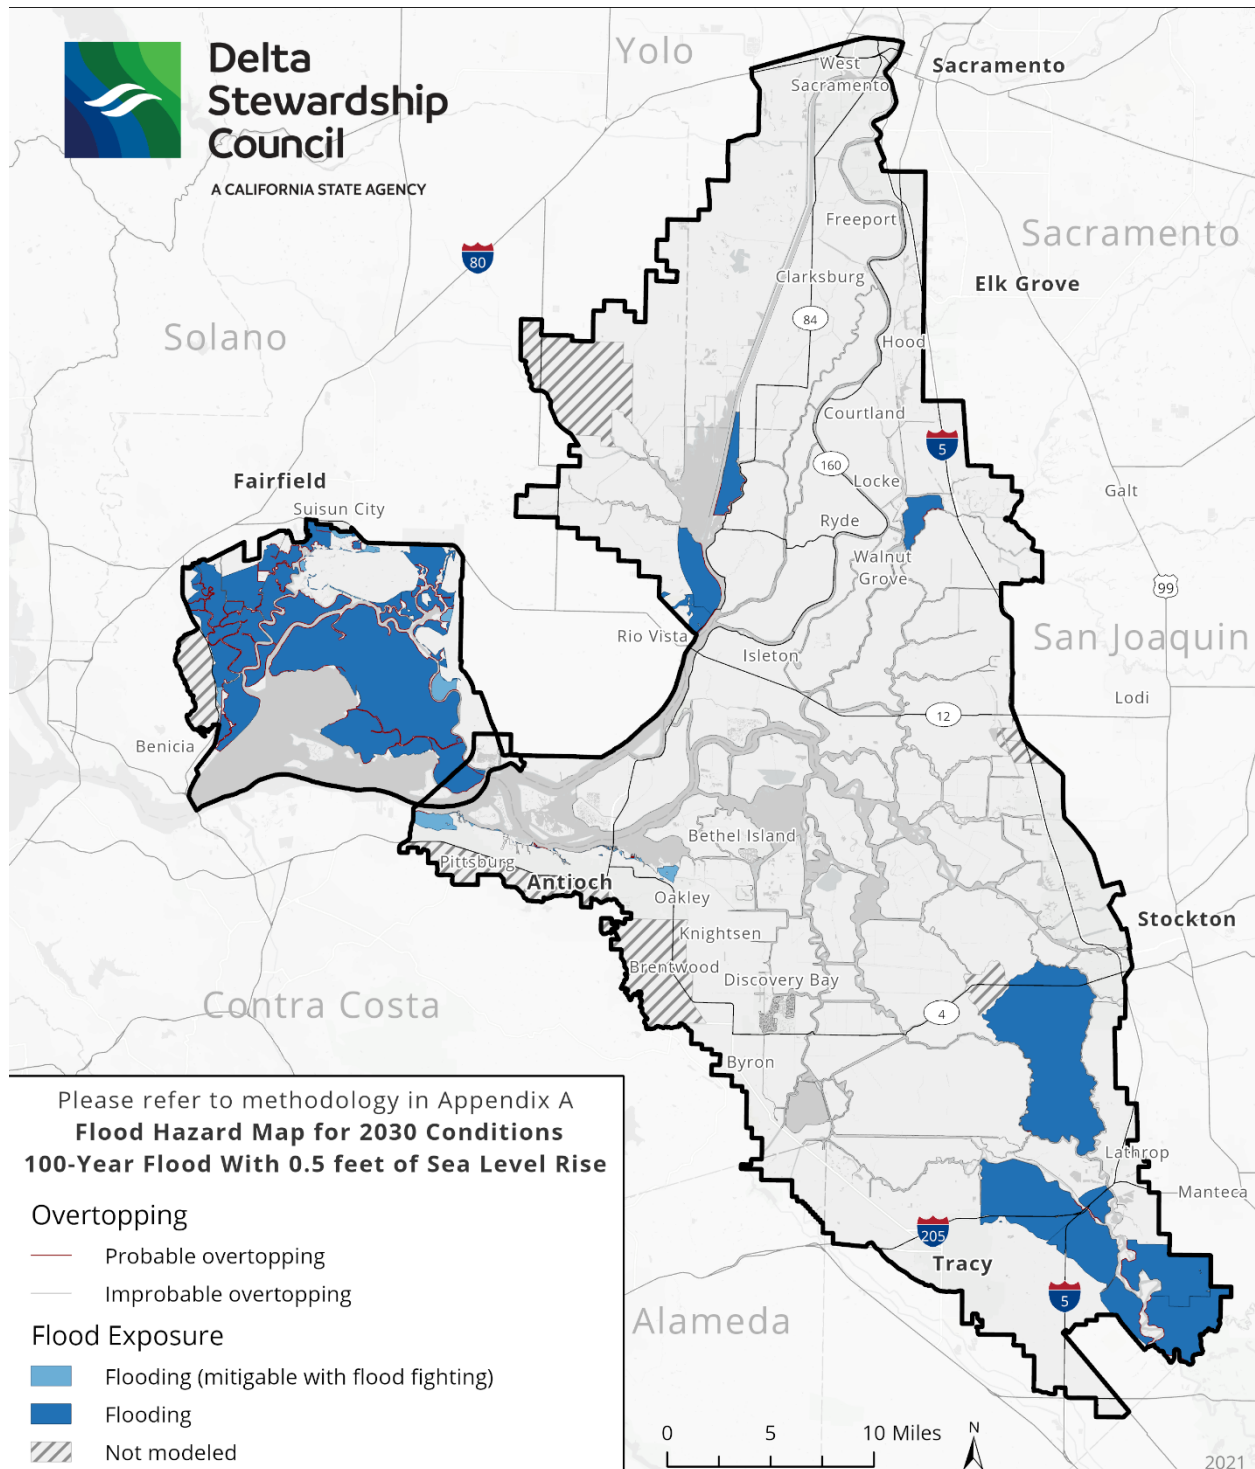 Delta
Stewardship
Council
A CALIFORNIA STATE AGENCY
Yolo
West
Sacramento
Sacramento
Freeport
Sacramento
80
Clarksburg
Elk Grove
84
Solano
Hood
Courtland
5
160
Fairfield
Locke
Galt
Suisun City
Ryde
Walnut
Grove
99
Rio Vista
San Joaquin
Isleton
Lodi
12
Benicia
Bethel Island
Pittsburg
Antioch
Oakley
Stockton
Knightsen
Brentwood
Discovery Bay
Contra Costa
4
Byron
Lathrop
Manteca
205
Tracy
5
Alameda
Please refer to methodology in Appendix A
Flood Hazard Map for 2030 Conditions
100-Year Flood With 0.5 feet of Sea Level Rise
Overtopping
Probable overtopping
Improbable overtopping
Flood Exposure
Flooding (mitigable with flood fighting)
Flooding
Not modeled
0 5 10 Miles
N
2021